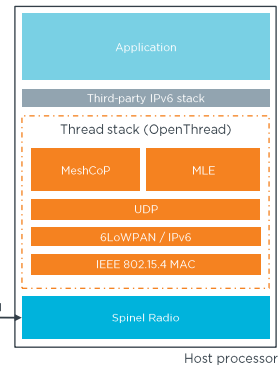 Application
Third-party IPv6 stack
Thread stack (OpenThread)
MeshCoP
MLE
UDP
6LoWPAN / IPv6
IEEE 802.15.4 MAC
Spinel Radio
Host processor